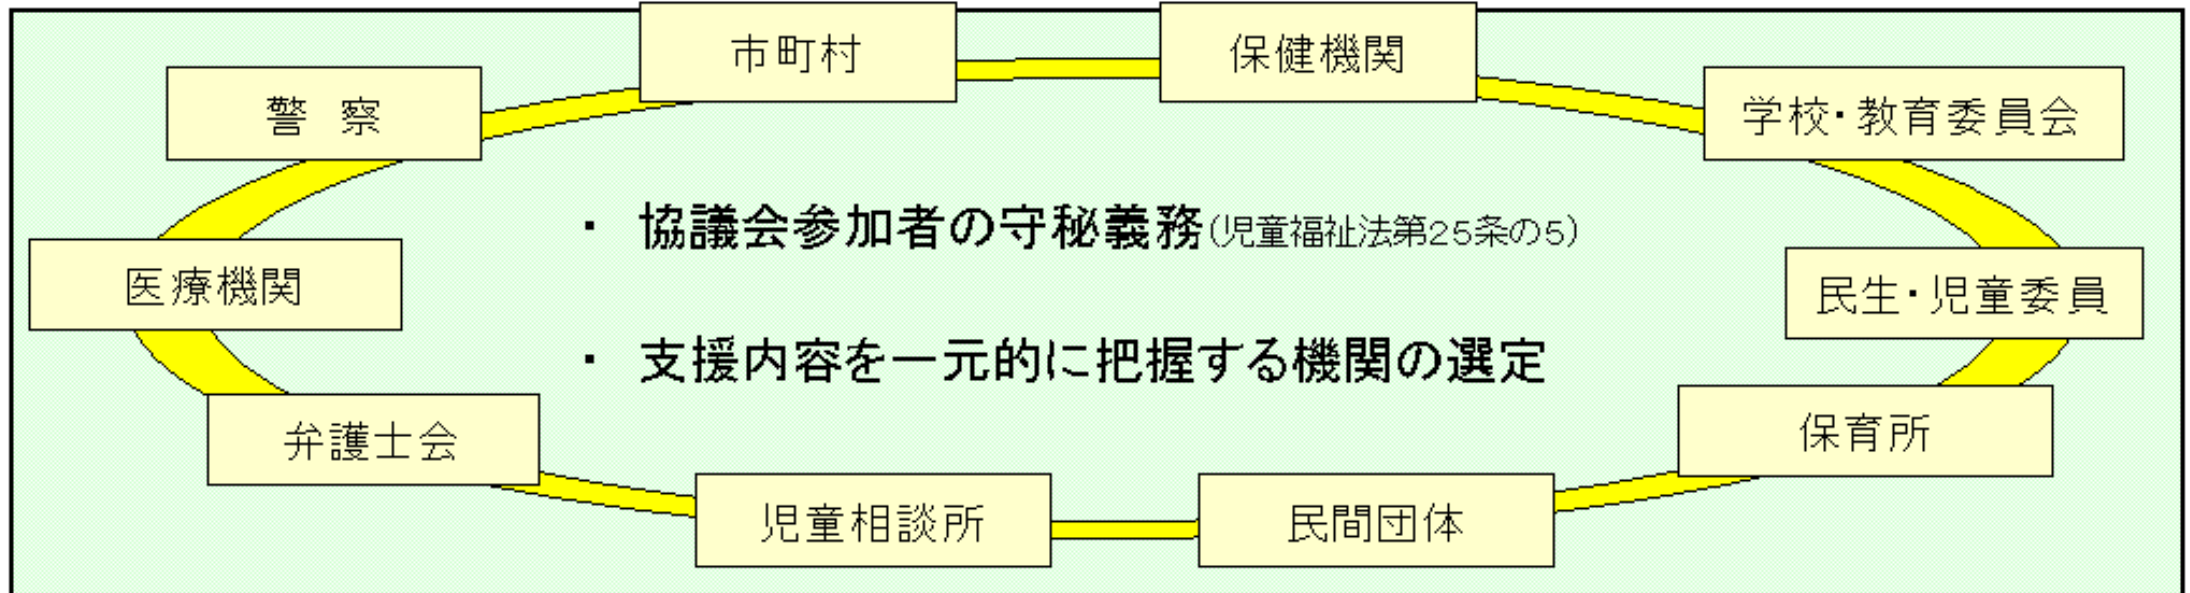 市町村
保健機関
警 察
学校・教育委員会
・ 協議会参加者の守秘義務(児童福祉法第25条の5)
医療機関
民生・児童委員
・ 支援内容を一元的に把握する機関の選定
弁護士会
保育所
児童相談所
民間団体